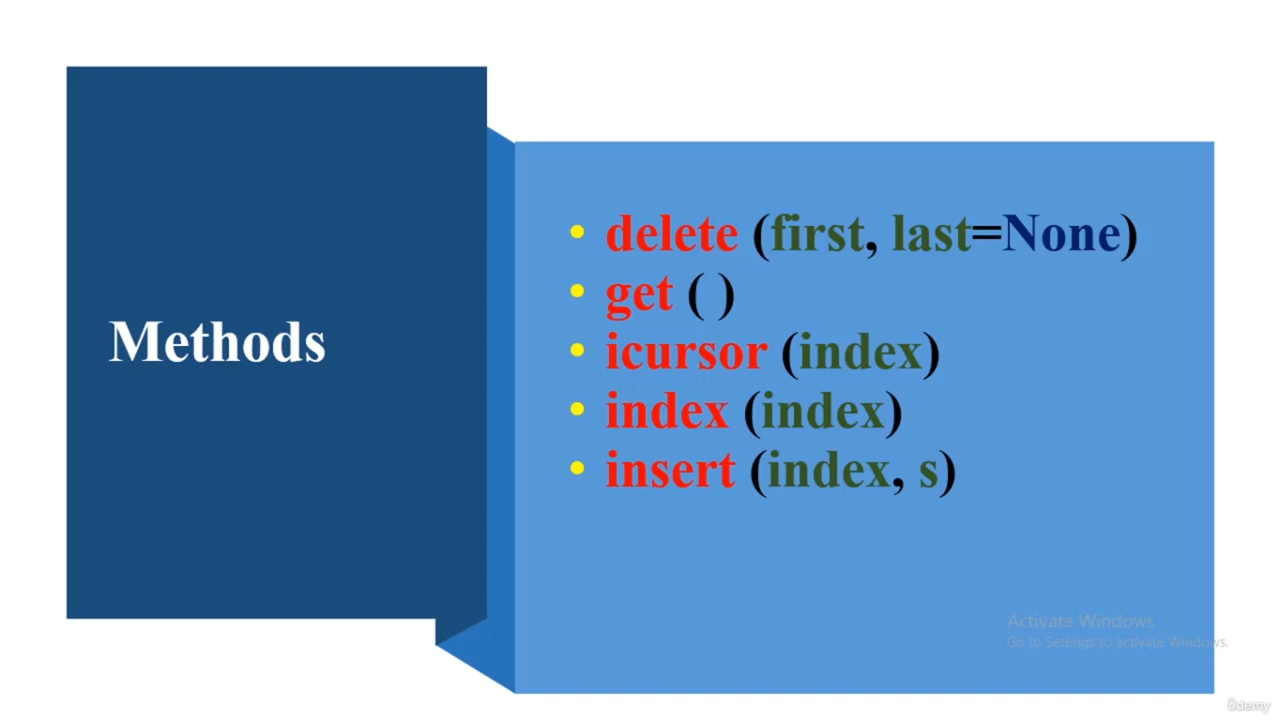 Methods
• delete (first, last=None)
• get ( )
• icursor (index)
• index (index)
• insert (index, s)
Activate Windows
Go to Settings to activate Windows.
ûdemy